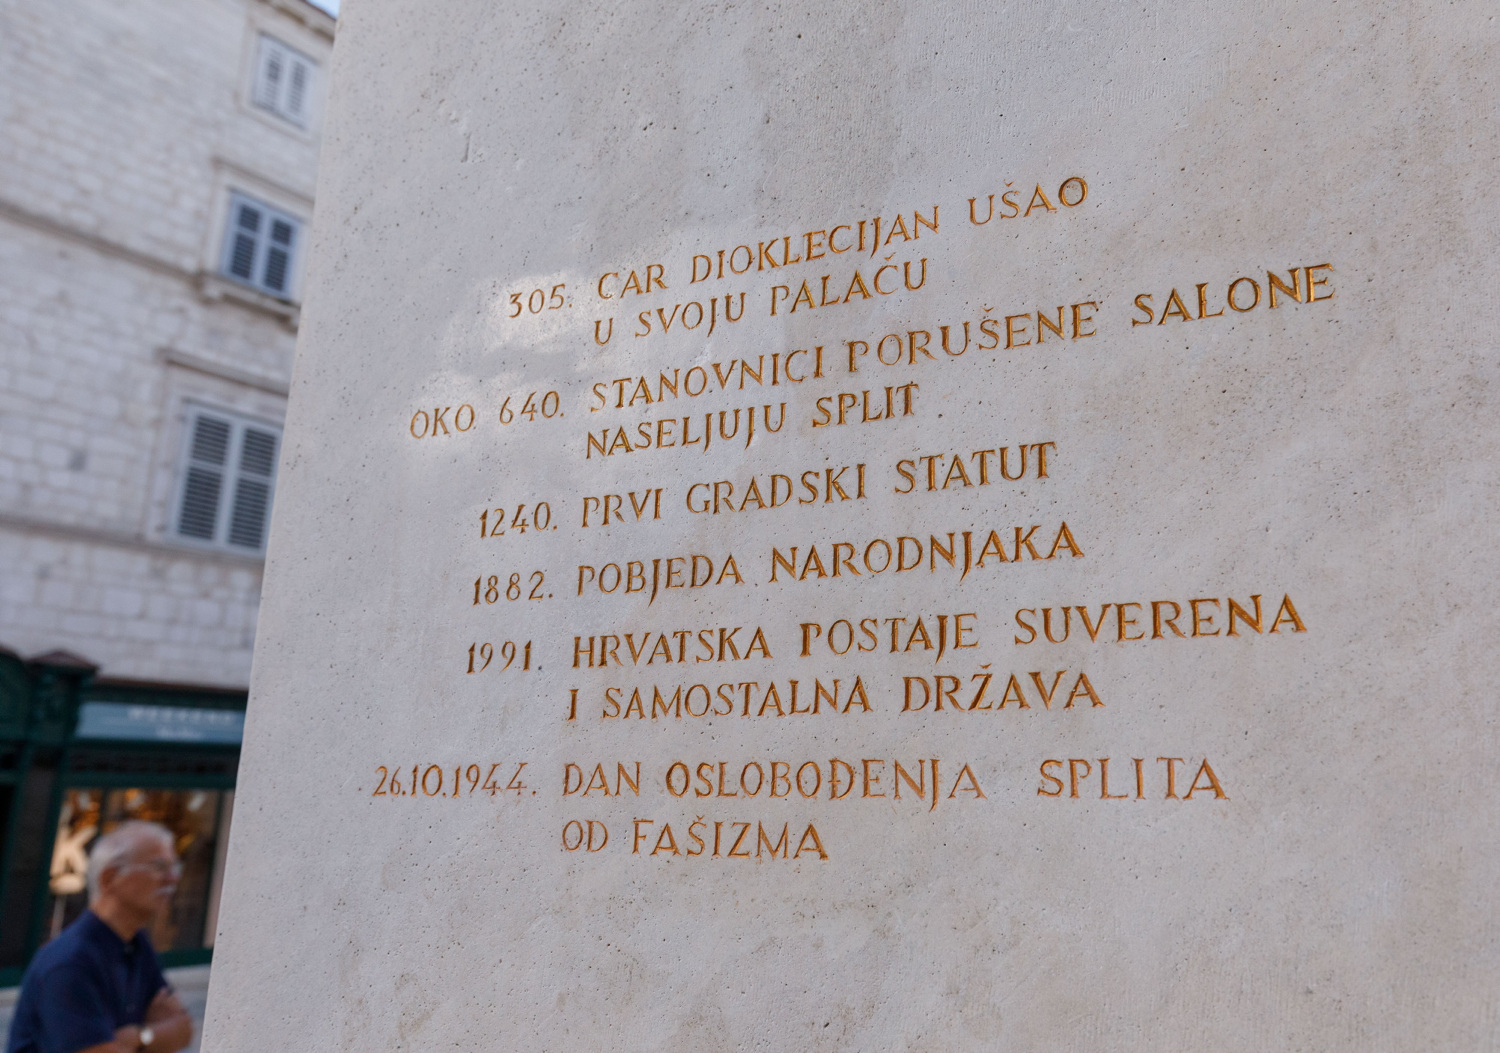 305. CAR DIOKLECIJAN UŠAO
U SVOJU PALAČU
OKO 640. STANOVNICI PORUŠENE SALONE
NASELJUJU SPLIT
1240. PRVI GRADSKI STATUT
1882. POBJEDA NARODNJAKA
1991. HRVATSKA POSTAJE SUVERENA
I SAMOSTALNA DRŽAVA
26.10.1944. DAN OSLOBOĐENJA SPLITA
OD FAŠIZMA